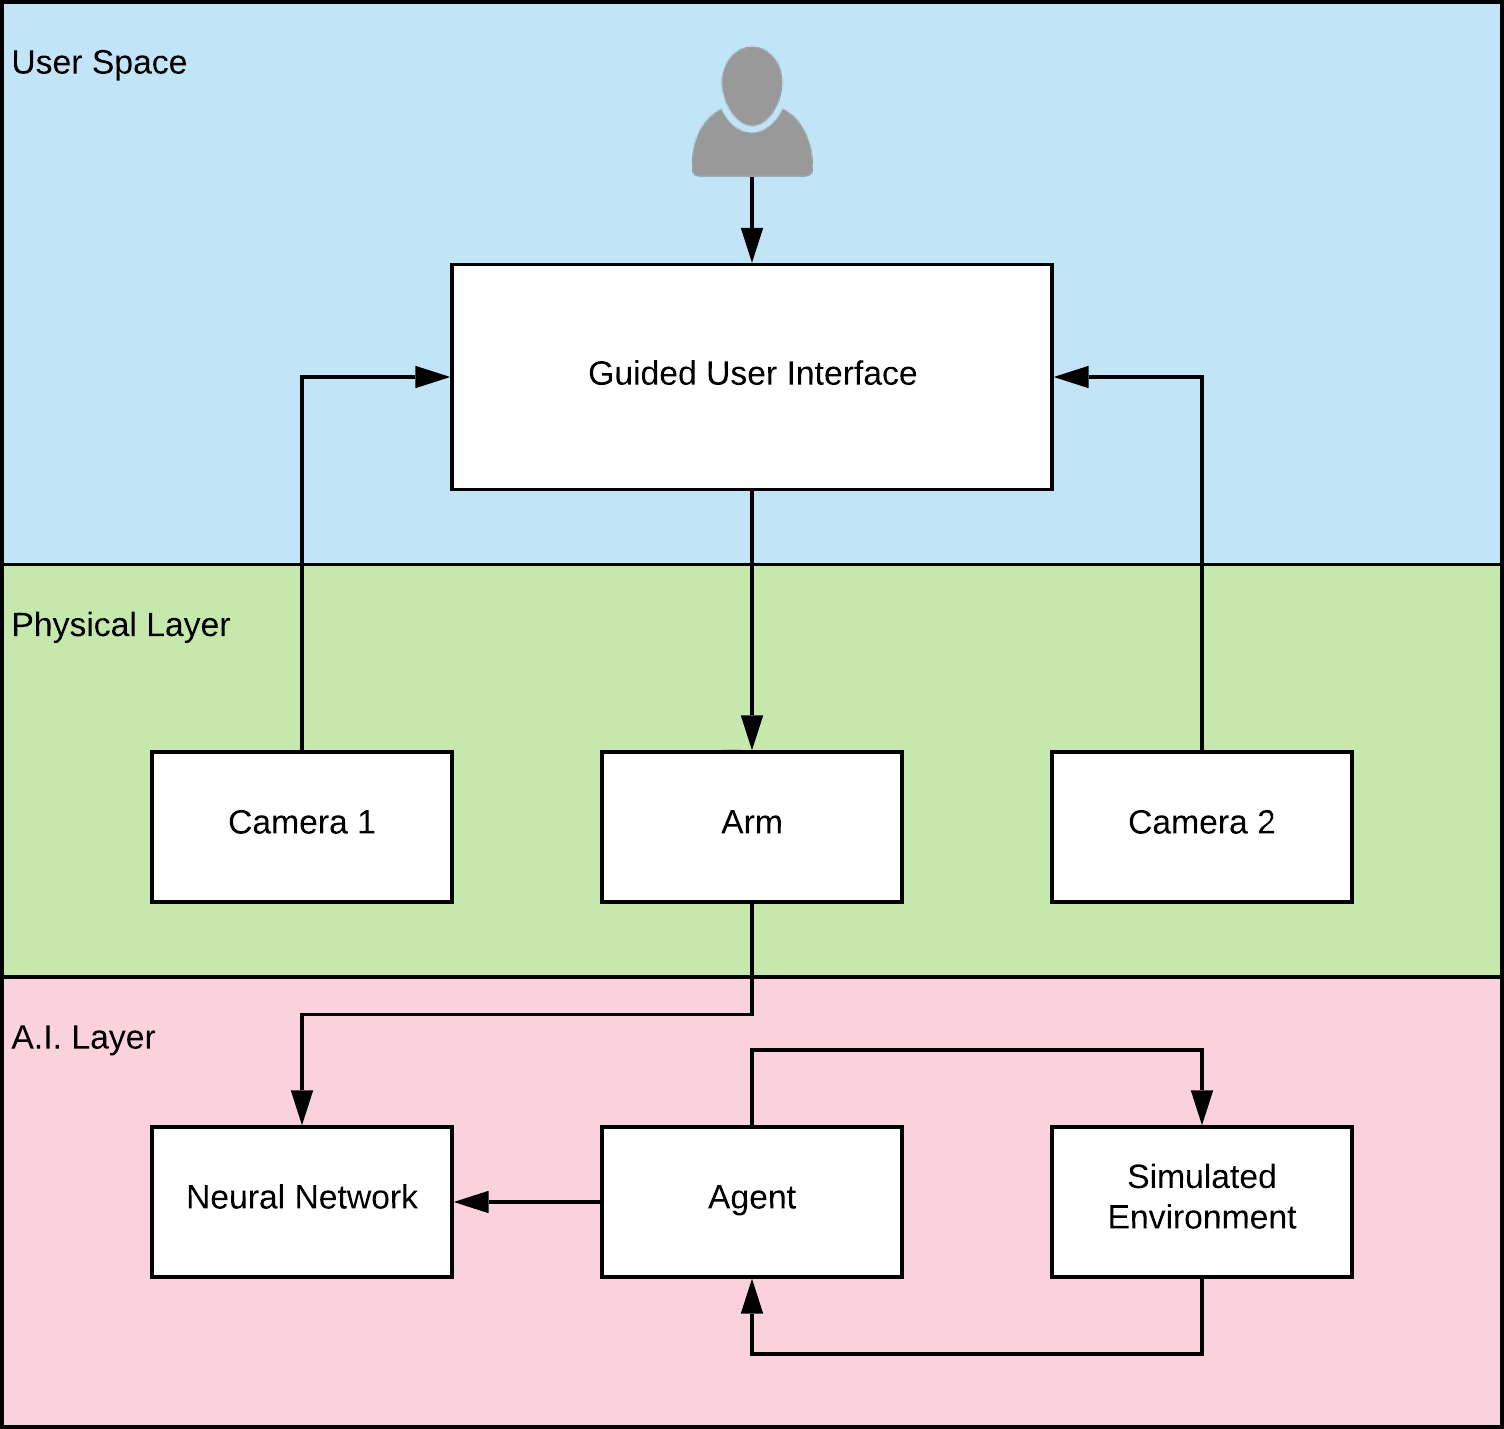 User Space
Guided User Interface
Physical Layer
Camera 1
Arm
Camera 2
A.I. Layer
Neural Network
Agent
Simulated
Environment